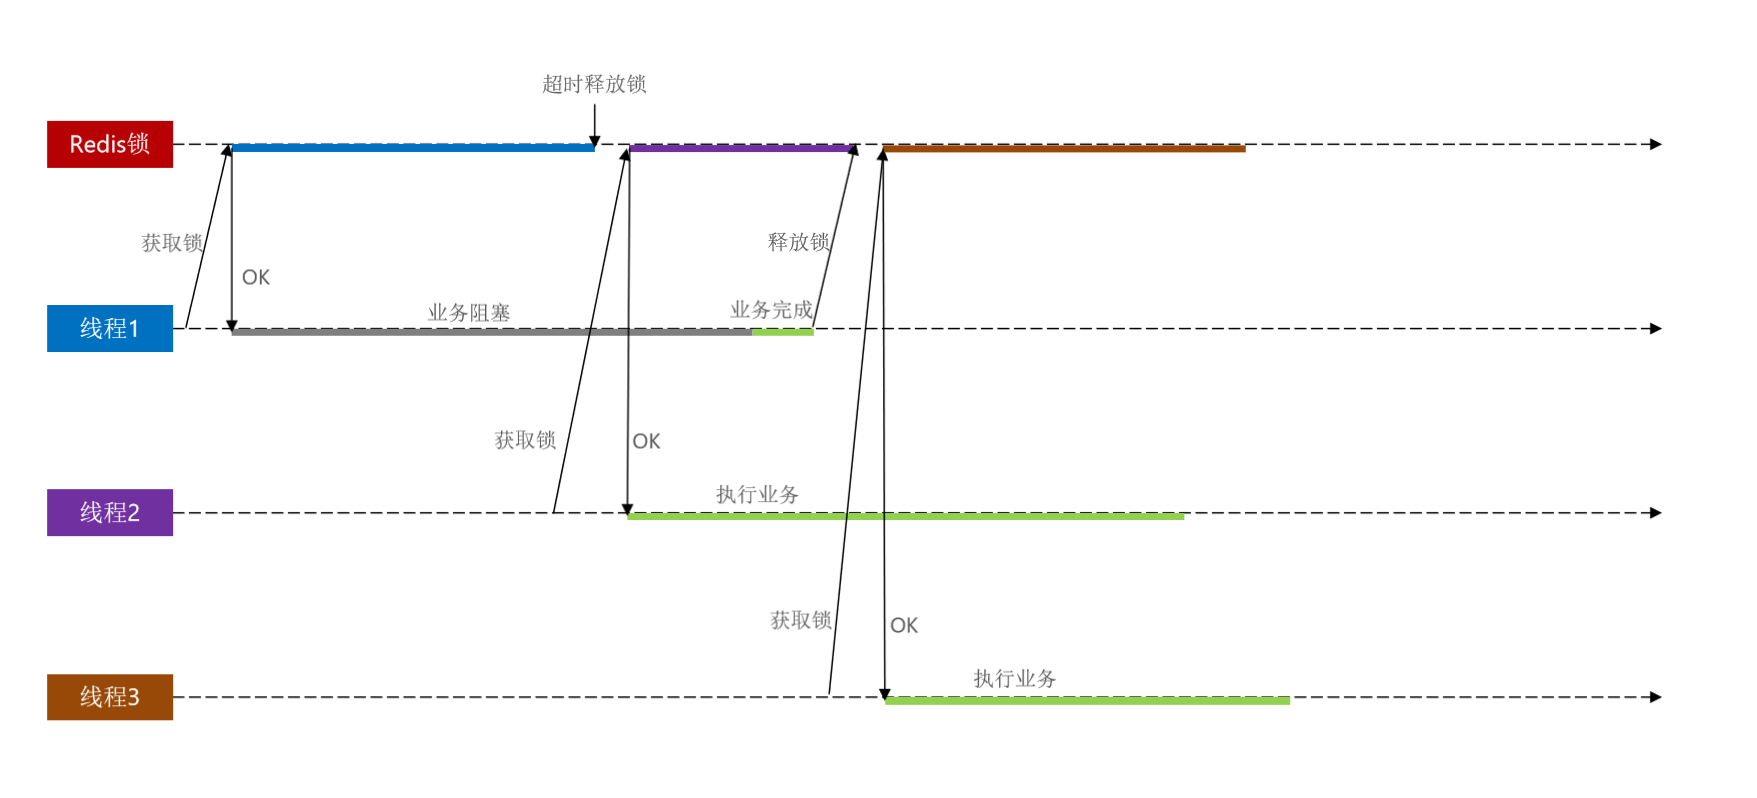 超时释放锁
Redis锁
获取锁
释放锁
OK
业务阻塞
业务完成
线程1
获取锁
OK
执行业务
线程2
获取锁
OK
执行业务
线程3